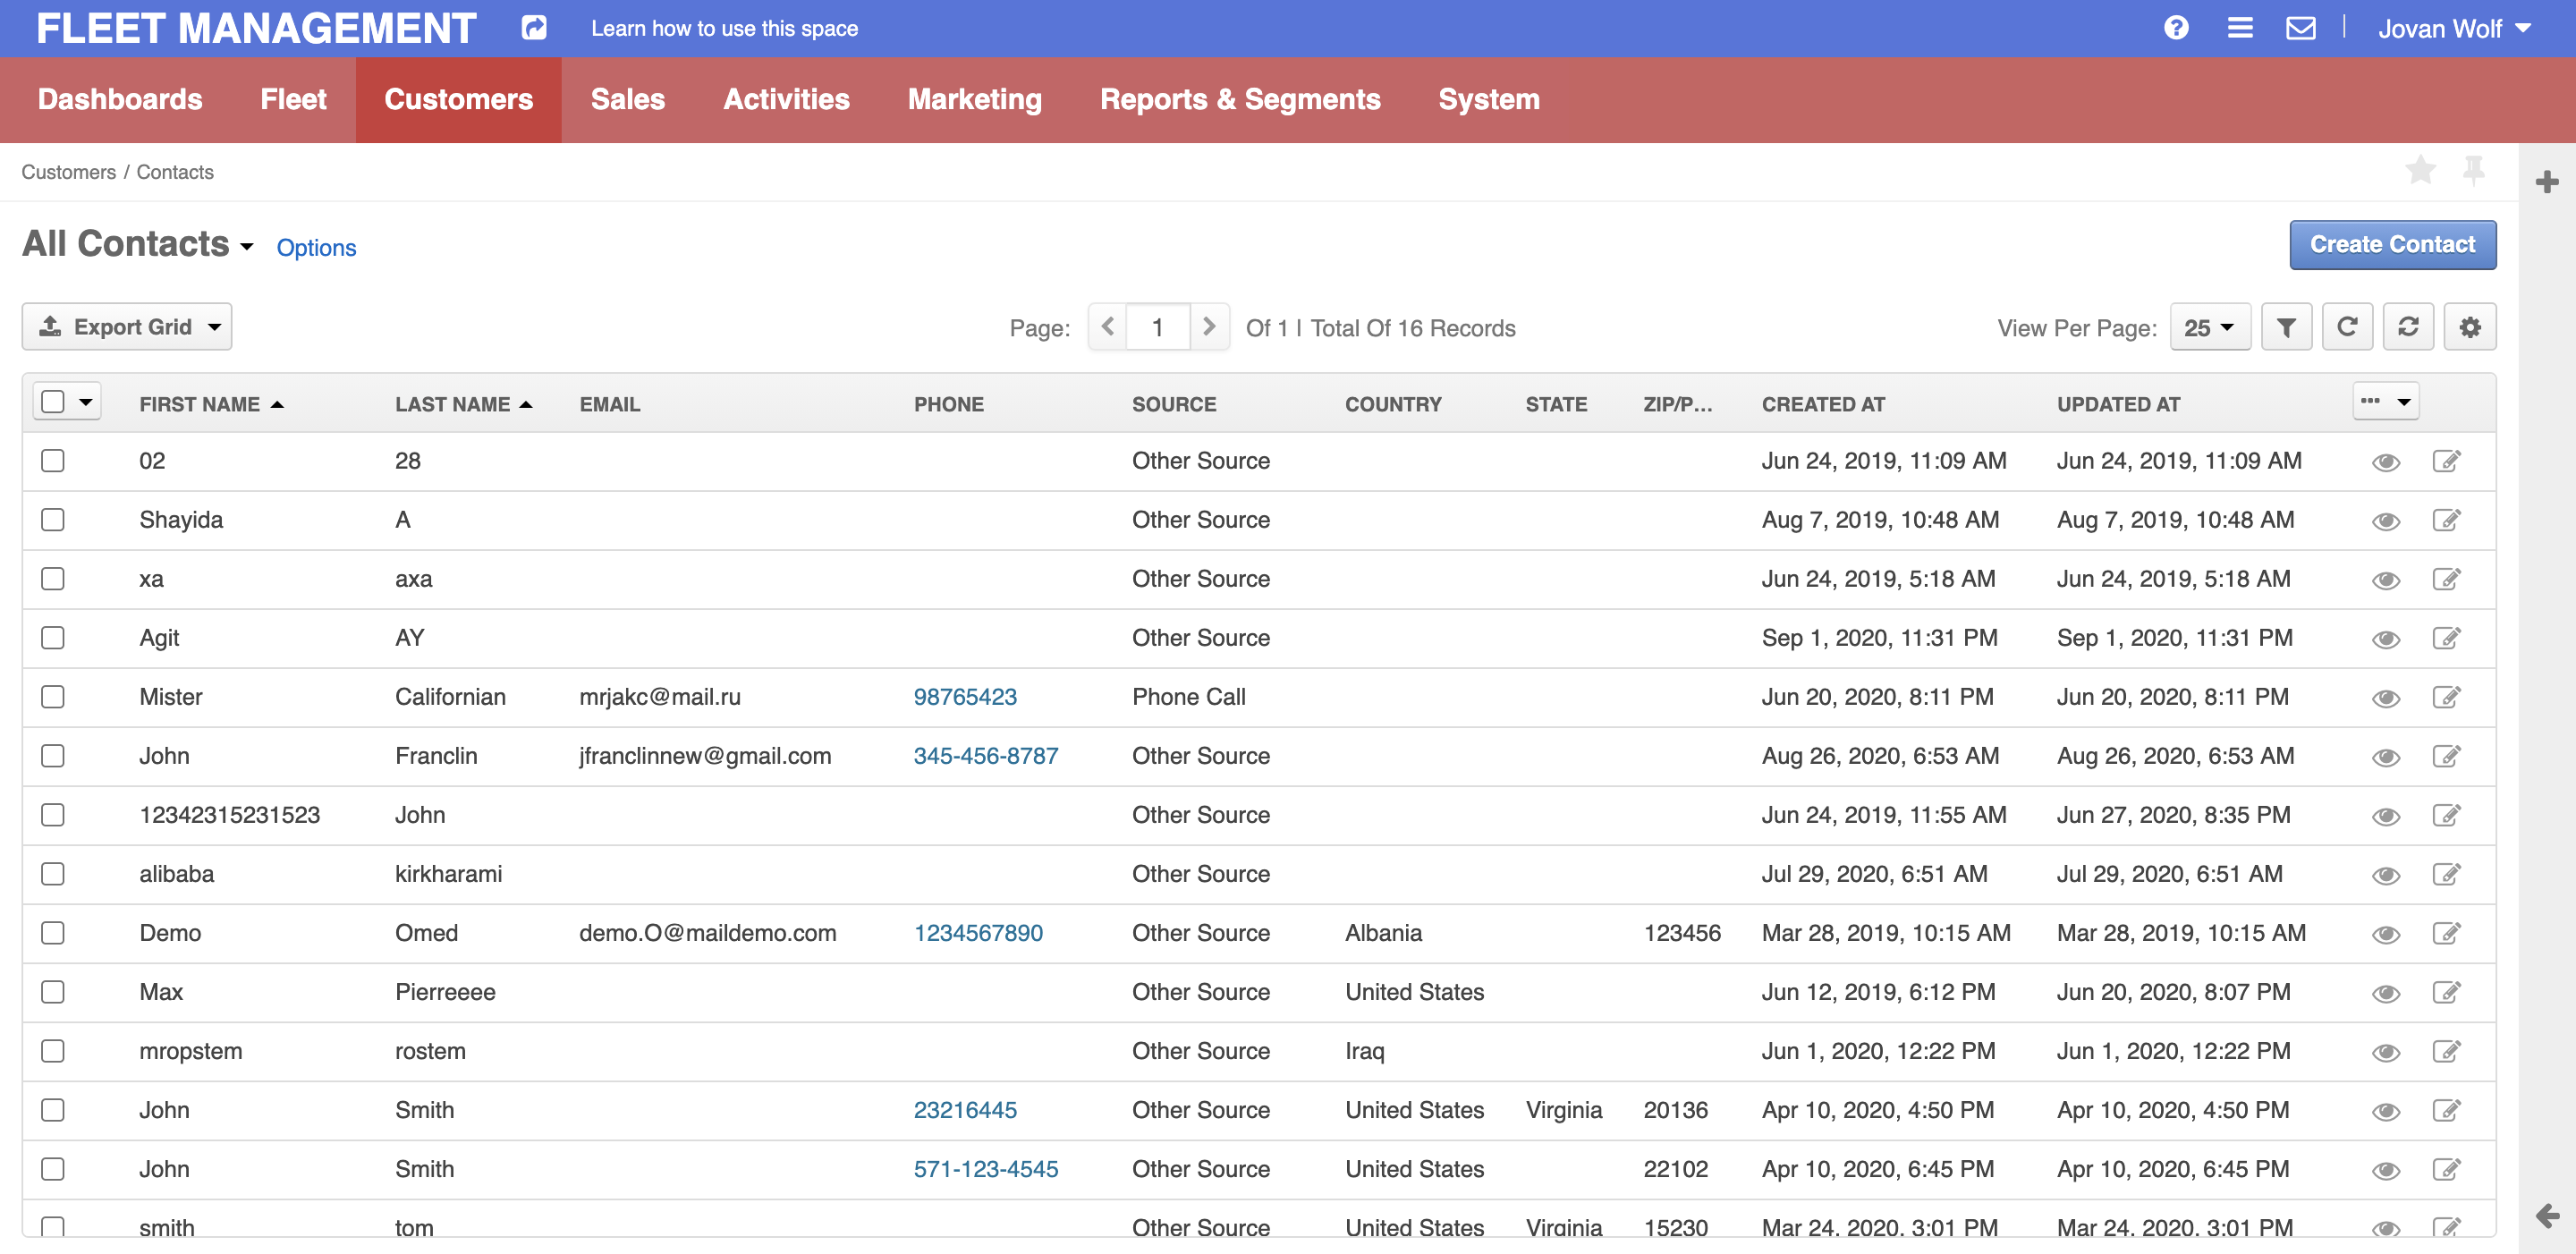 FLEET MANAGEMENT Learn how to use this space Jovan Wolf
Dashboards Fleet Customers Sales Activities Marketing Reports & Segments System
Customers / Contacts
All Contacts Options Create Contact
Export Grid Page: 1 Of 1 | Total Of 16 Records View Per Page: 25
FIRST NAME LAST NAME EMAIL PHONE SOURCE COUNTRY STATE ZIP/P... CREATED AT UPDATED AT
02 28 Other Source Jun 24, 2019, 11:09 AM Jun 24, 2019, 11:09 AM
Shayida A Other Source Aug 7, 2019, 10:48 AM Aug 7, 2019, 10:48 AM
xa axa Other Source Jun 24, 2019, 5:18 AM Jun 24, 2019, 5:18 AM
Agit AY Other Source Sep 1, 2020, 11:31 PM Sep 1, 2020, 11:31 PM
Mister Californian mrjakc@mail.ru 98765423 Phone Call Jun 20, 2020, 8:11 PM Jun 20, 2020, 8:11 PM
John Franclin jfranclinnew@gmail.com 345-456-8787 Other Source Aug 26, 2020, 6:53 AM Aug 26, 2020, 6:53 AM
12342315231523 John Other Source Jun 24, 2019, 11:55 AM Jun 27, 2020, 8:35 PM
alibaba kirkharami Other Source Jul 29, 2020, 6:51 AM Jul 29, 2020, 6:51 AM
Demo Omed demo.O@maildemo.com 1234567890 Other Source Albania 123456 Mar 28, 2019, 10:15 AM Mar 28, 2019, 10:15 AM
Max Pierreeee Other Source United States Jun 12, 2019, 6:12 PM Jun 20, 2020, 8:07 PM
mropstem rostem Other Source Iraq Jun 1, 2020, 12:22 PM Jun 1, 2020, 12:22 PM
John Smith 23216445 Other Source United States Virginia 20136 Apr 10, 2020, 4:50 PM Apr 10, 2020, 4:50 PM
John Smith 571-123-4545 Other Source United States 22102 Apr 10, 2020, 6:45 PM Apr 10, 2020, 6:45 PM
smith tom Other Source United States Virginia 15230 Mar 24, 2020, 3:01 PM Mar 24, 2020, 3:01 PM